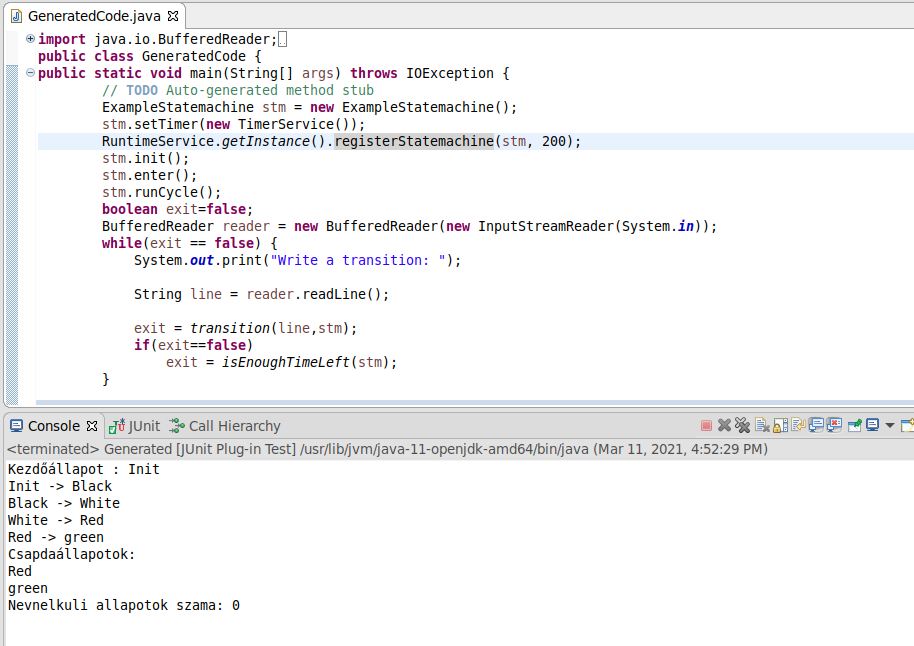 GeneratedCode.java
import java.io.BufferedReader;
public class GeneratedCode {
public static void main(String[] args) throws IOException {
// TODO Auto-generated method stub
ExampleStatemachine stm = new ExampleStatemachine();
stm.setTimer(new TimerService());
RuntimeService.getInstance().registerStatemachine(stm, 200);
stm.init();
stm.enter();
stm.runCycle();
boolean exit=false;
BufferedReader reader = new BufferedReader(new InputStreamReader(System.in));
while(exit == false) {
System.out.print("Write a transition: ");
String line = reader.readLine();
exit = transition(line,stm);
if(exit==false)
exit = isEnoughTimeLeft(stm);
}
Console JUnit Call Hierarchy
<terminated> Generated [JUnit Plug-in Test] /usr/lib/jvm/java-11-openjdk-amd64/bin/java (Mar 11, 2021, 4:52:29 PM)
Kezdőállapot : Init
Init -> Black
Black -> White
White -> Red
Red -> green
Csapdaállapotok:
Red
green
Nevnelkuli allapotok szama: 0